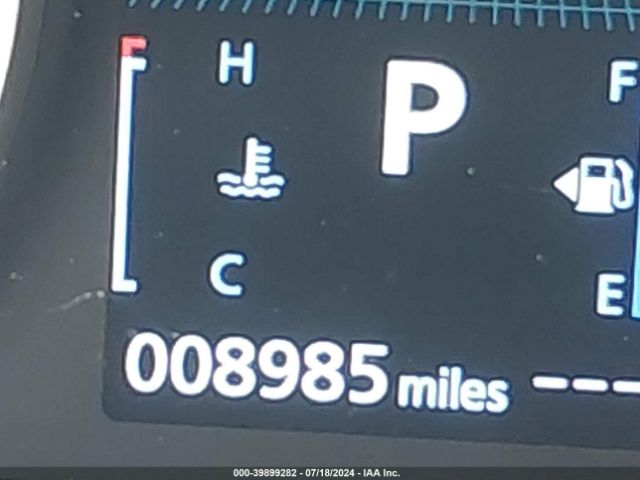 H P F
C E
008985 miles ---
000-39899282 - 07/18/2024 - IAA Inc.